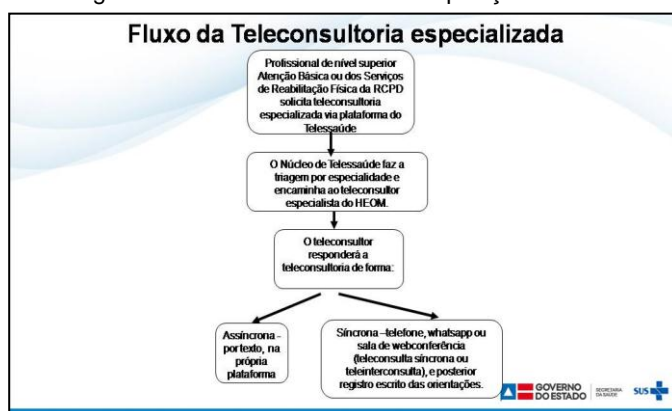 Fluxo da Teleconsultoria especializada
Profissional de nível superior
Atenção Básica ou dos Serviços
de Reabilitação Física da RCPD
solicita teleconsultoria
especializada via plataforma do
Telessaúde
O Núcleo de Telessaúde faz a
triagem por especialidade e
encaminha ao teleconsultor
especialista do HEOM.
O teleconsultor
responderá a
teleconsultoria de forma:
Assíncrona -
por texto, na
própria
plataforma
Síncrona –telefone, whatsapp ou
sala de webconferência
(teleconsulta síncrona ou
teleinterconsulta), e posterior
registro escrito das orientações.
GOVERNO
DO ESTADO
SECRETARIA
DA SAÚDE
SUS